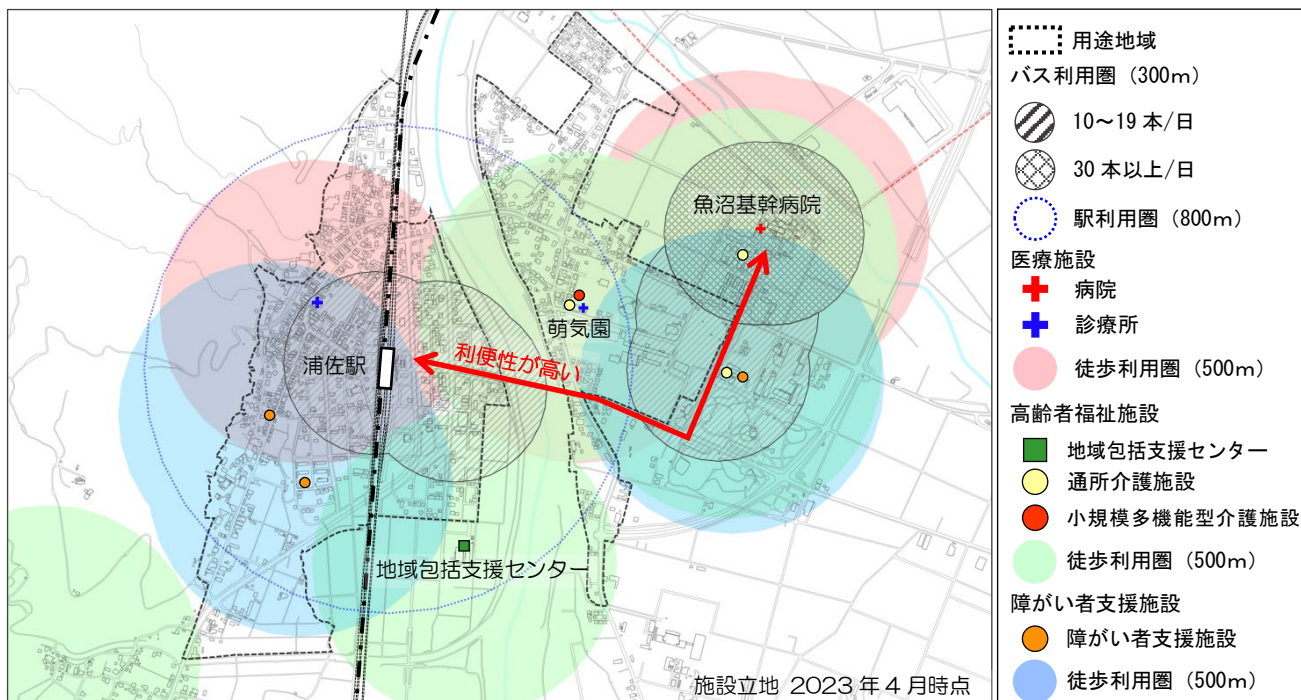 魚沼基幹病院
萌気園
浦佐駅
利便性が高い
地域包括支援センター
施設立地 2023年4月時点
用途地域
バス利用圏（300m）
10～19本/日
30本以上/日
駅利用圏（800m）
医療施設
病院
診療所
徒歩利用圏（500m）
高齢者福祉施設
地域包括支援センター
通所介護施設
小規模多機能型介護施設
徒歩利用圏（500m）
障がい者支援施設
障がい者支援施設
徒歩利用圏（500m）